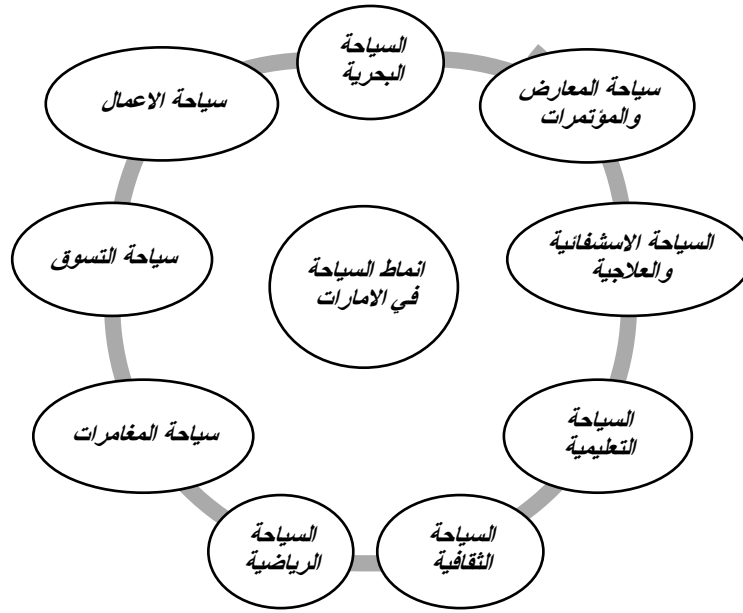 السياحة
البحرية
سياحة المعارض
والمؤتمرات
السياحة الاسشفائية
والعلاجية
السياحة
التعليمية
السياحة
الثقافية
السياحة
الرياضية
سياحة المغامرات
سياحة التسوق
سياحة الاعمال
انماط السياحة
في الامارات